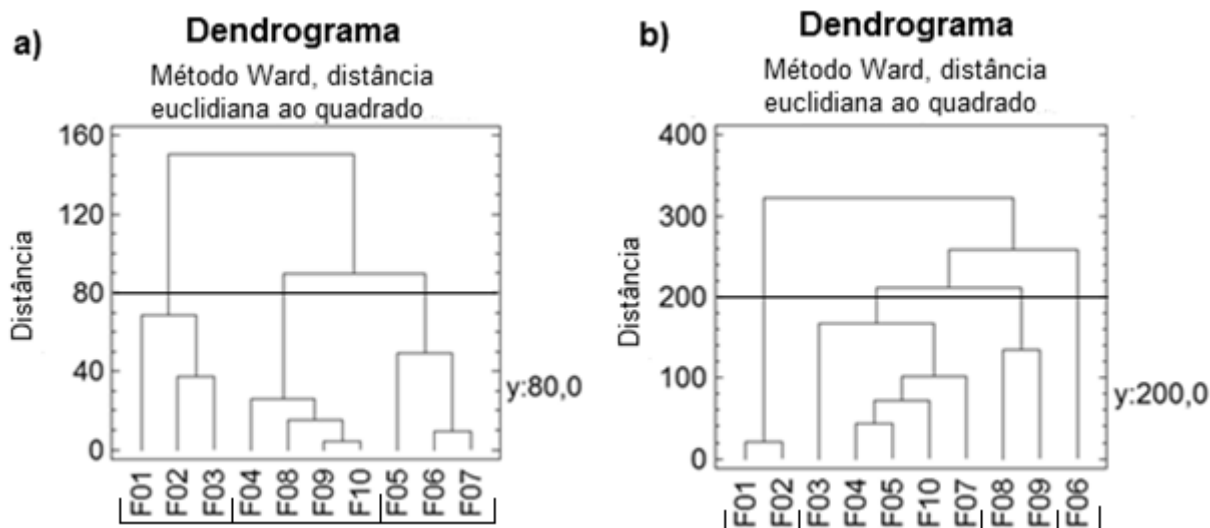 a)
Dendrograma
Método Ward, distância
euclidiana ao quadrado
Distância
160
120
80
40
0
y:80,0
F01 F02 F03 F04 F08 F09 F10 F05 F06 F07
b)
Dendrograma
Método Ward, distância
euclidiana ao quadrado
Distância
400
300
200
100
0
y:200,0
F01 F02 F03 F04 F05 F10 F07 F08 F09 F06